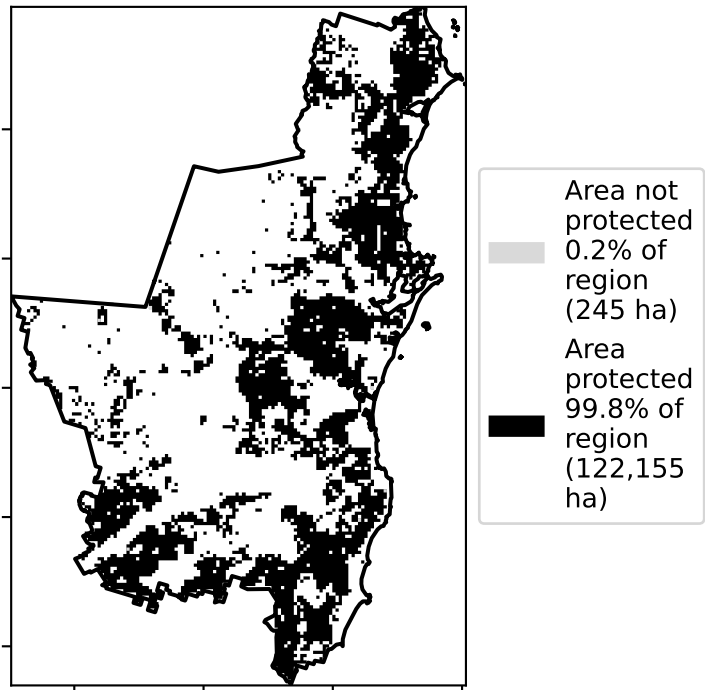 Area not
protected
0.2% of
region
(245 ha)
Area
protected
99.8% of
region
(122,155
ha)